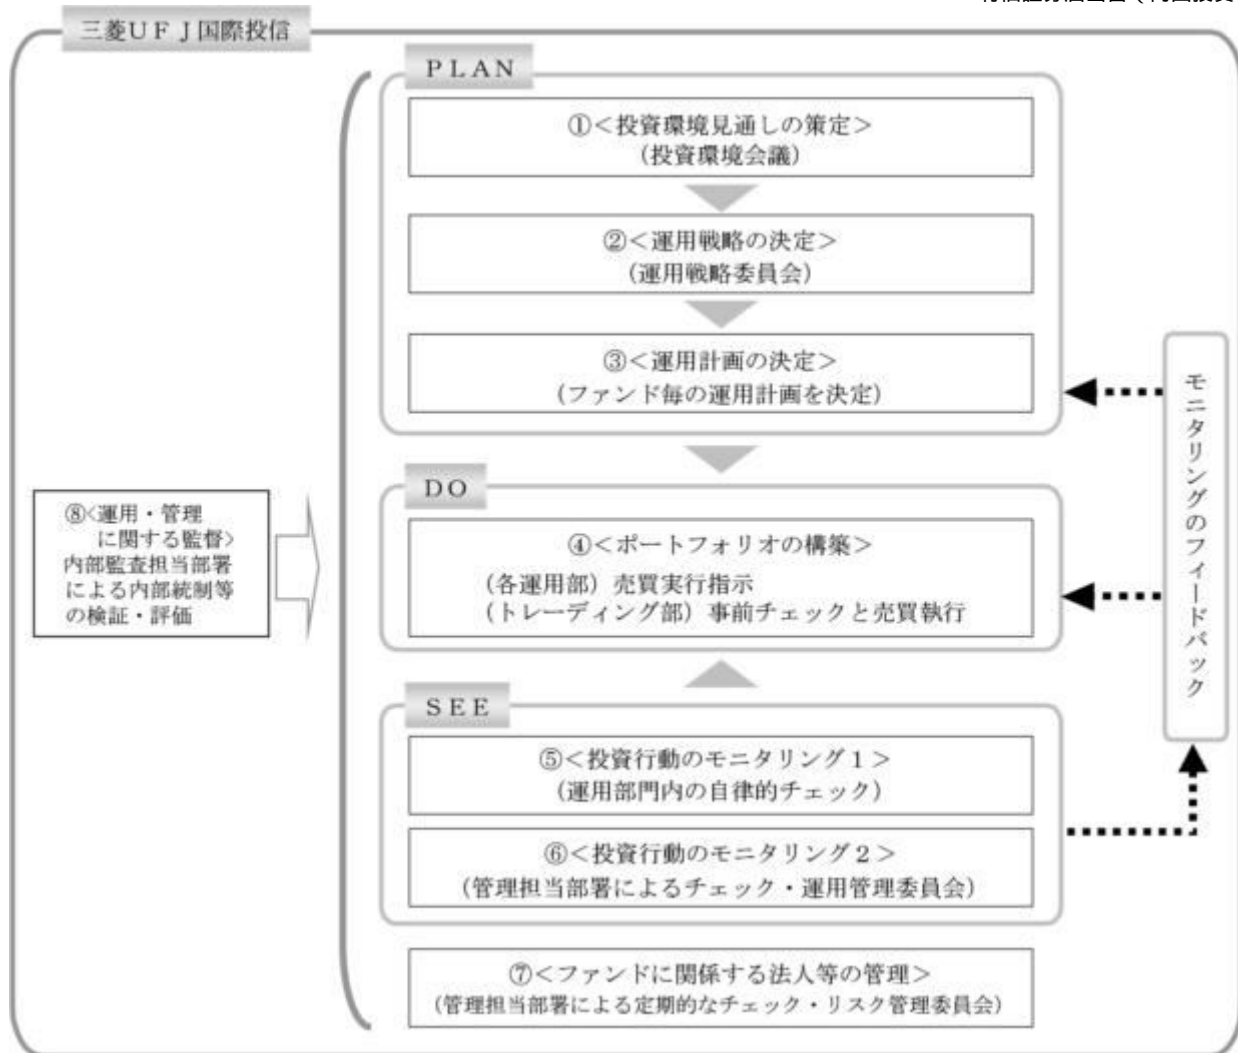 三菱ＵＦＪ国際投信
ＰＬＡＮ
①＜投資環境見通しの策定＞
（投資環境会議）
②＜運用戦略の決定＞
（運用戦略委員会）
③＜運用計画の決定＞
（ファンド毎の運用計画を決定）
ＤＯ
④＜ポートフォリオの構築＞
（各運用部）売買実行指示
（トレーディング部）事前チェックと売買執行
ＳＥＥ
⑤＜投資行動のモニタリング１＞
（運用部門内の自律的チェック）
⑥＜投資行動のモニタリング２＞
（管理担当部署によるチェック・運用管理委員会）
⑦＜ファンドに関係する法人等の管理＞
（管理担当部署による定期的なチェック・リスク管理委員会）
⑧<運用・管理
に関する監督>
内部監査担当部署
による内部統制等
の検証・評価
モニタリングのフィードバック